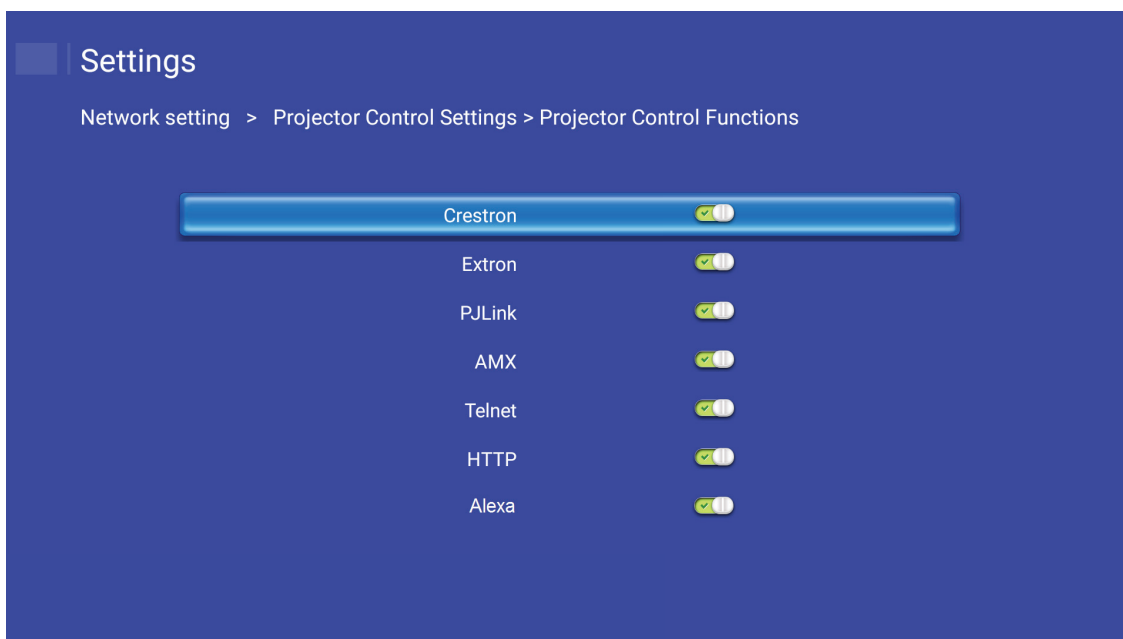 Settings
Network setting > Projector Control Settings > Projector Control Functions
Crestron
Extron
PJLink
AMX
Telnet
HTTP
Alexa